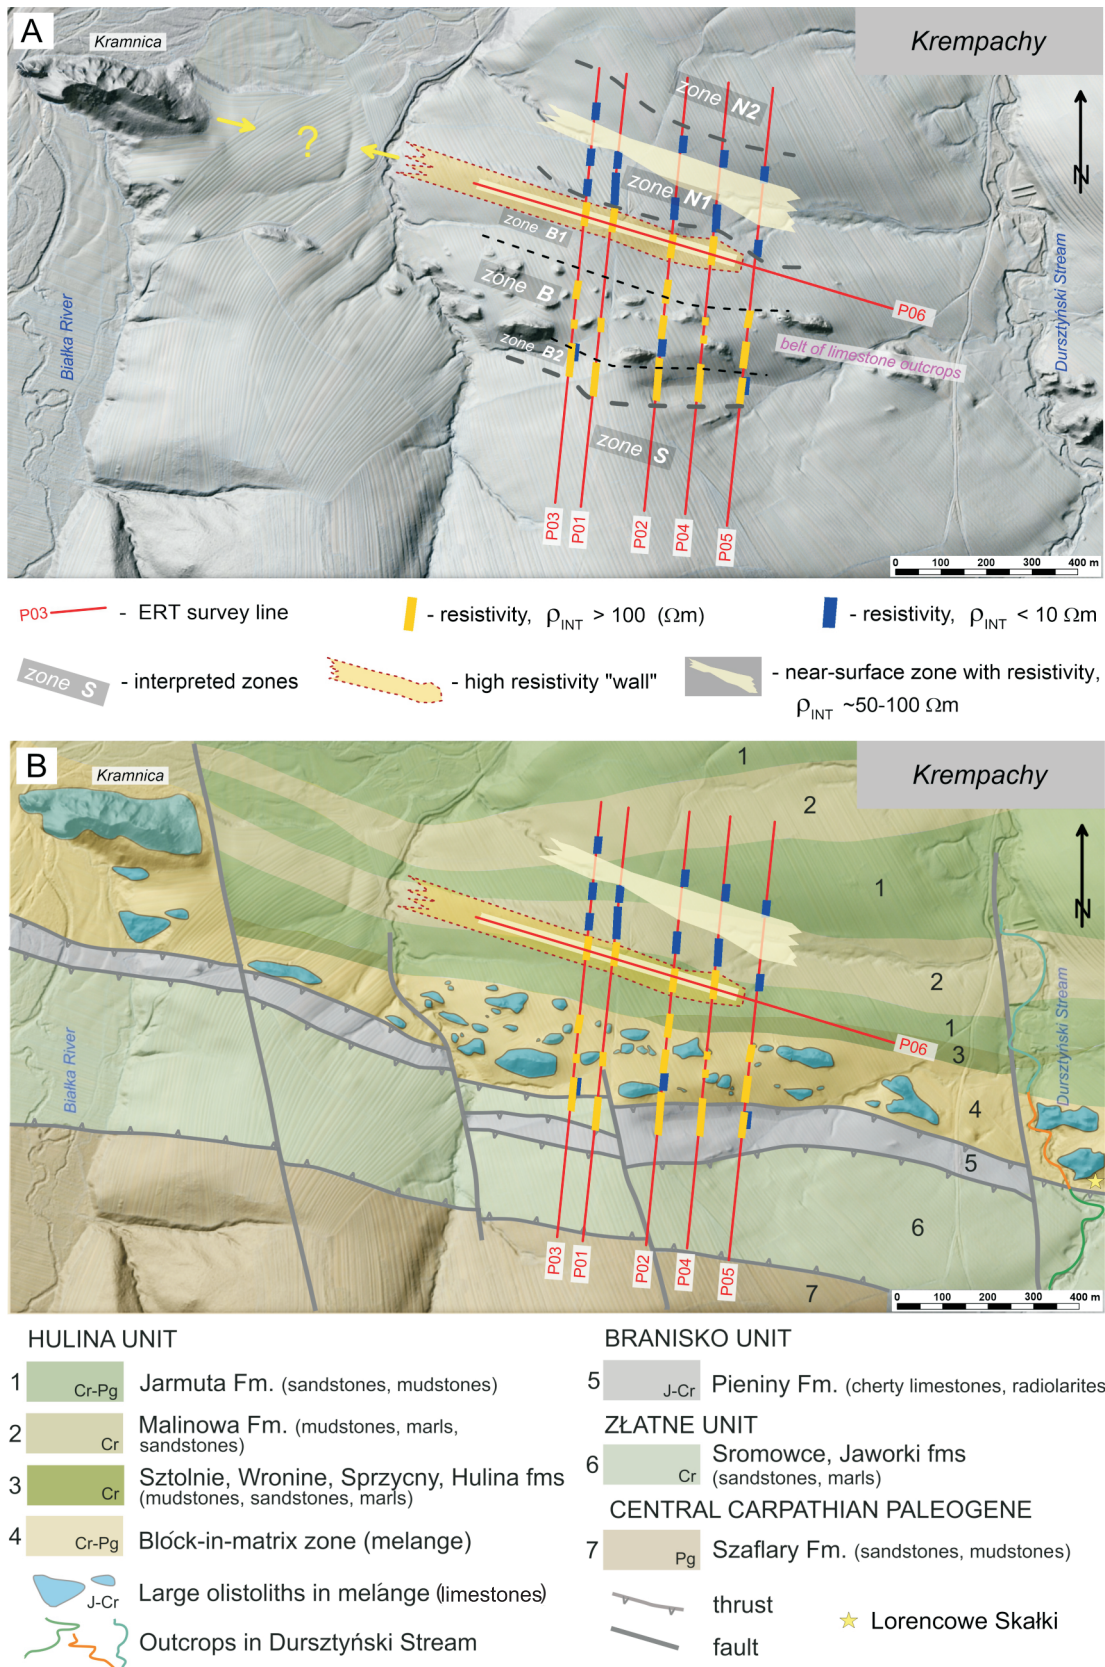 A
Kramnica
Krempachy
zone N2
?
N
zone N1
zone B1
zone B
zone B2
P06
belt of limestone outcrops
Białka River
Dursztyński Stream
zone S
P03
P01
P02
P04
P05
0 100 200 300 400 m
P03 - ERT survey line
- resistivity, ρINT > 100 (Ωm)
- resistivity, ρINT < 10 Ωm
zone S - interpreted zones
- high resistivity "wall"
- near-surface zone with resistivity,
ρINT ~50-100 Ωm
B
Kramnica
Krempachy
1
2
1
N
2
1
3
P06
4
5
6
7
Białka River
Dursztyński Stream
P03
P01
P02
P04
P05
0 100 200 300 400 m
HULINA UNIT
1 Cr-Pg Jarmuta Fm. (sandstones, mudstones)
2 Cr Malinowa Fm. (mudstones, marls,
sandstones)
3 Cr Sztolnie, Wronine, Sprzycny, Hulina fms
(mudstones, sandstones, marls)
4 Cr-Pg Blóck-in-matrix zone (melange)
J-Cr Large olistoliths in melánge (limestones)
Outcrops in Dursztyński Stream
BRANISKO UNIT
5 J-Cr Pieniny Fm. (cherty limestones, radiolarites
ZŁATNE UNIT
6 Cr Sromowce, Jaworki fms
(sandstones, marls)
CENTRAL CARPATHIAN PALEOGENE
7 Pg Szaflary Fm. (sandstones, mudstones)
thrust
fault
Lorencowe Skałki